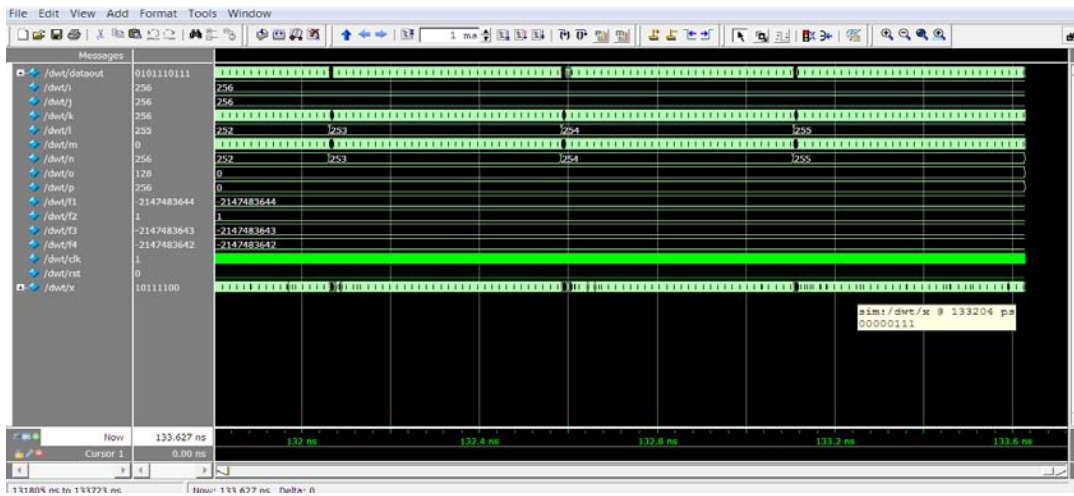 File Edit View Add Format Tools Window
1 ms
Messages
/dwt/dataout 0101110111
/dwt/i 256 256
/dwt/j 256 256
/dwt/k 256
/dwt/l 255 252 253 254 255
/dwt/m 0
/dwt/n 256 252 253 254 255
/dwt/o 128 0
/dwt/p 256 0
/dwt/f1 -2147483644 -2147483644
/dwt/f2 1 1
/dwt/f3 -2147483643 -2147483643
/dwt/f4 -2147483642 -2147483642
/dwt/clk 1
/dwt/rst 0
/dwt/x 10111100
sim:/dwt/x @ 133204 ps
00000111
Now 133.627 ns 132 ns 132.4 ns 132.8 ns 133.2 ns 133.6 ns
Cursor 1 0.00 ns
131805 ps to 133723 ps Now: 133.627 ns Delta: 0